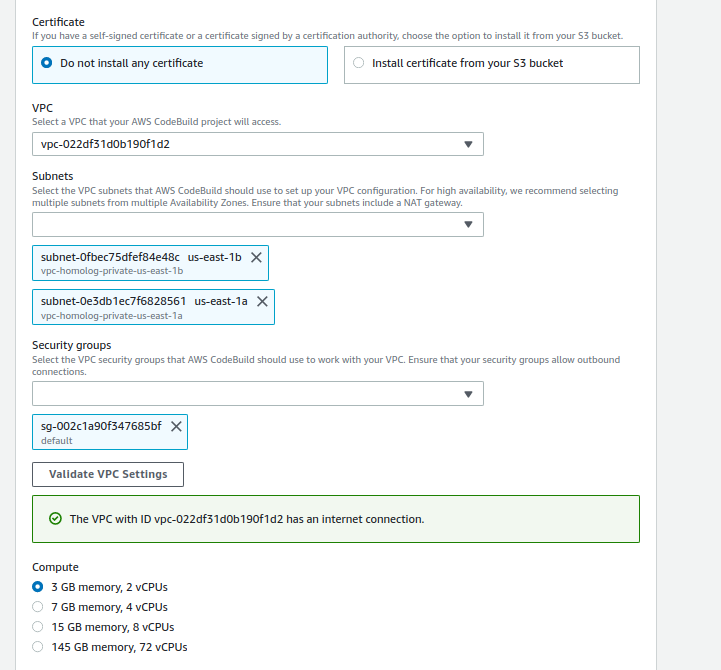 Certificate
If you have a self-signed certificate or a certificate signed by a certification authority, choose the option to install it from your S3 bucket.
Do not install any certificate
Install certificate from your S3 bucket
VPC
Select a VPC that your AWS CodeBuild project will access.
vpc-022df31d0b190f1d2
Subnets
Select the VPC subnets that AWS CodeBuild should use to set up your VPC configuration. For high availability, we recommend selecting
multiple subnets from multiple Availability Zones. Ensure that your subnets include a NAT gateway.
subnet-0fbec75dfef84e48c us-east-1b
vpc-homolog-private-us-east-1b
subnet-0e3db1ec7f6828561 us-east-1a
vpc-homolog-private-us-east-1a
Security groups
Select the VPC security groups that AWS CodeBuild should use to work with your VPC. Ensure that your security groups allow outbound
connections.
sg-002c1a90f347685bf
default
Validate VPC Settings
The VPC with ID vpc-022df31d0b190f1d2 has an internet connection.
Compute
3 GB memory, 2 vCPUs
7 GB memory, 4 vCPUs
15 GB memory, 8 vCPUs
145 GB memory, 72 vCPUs